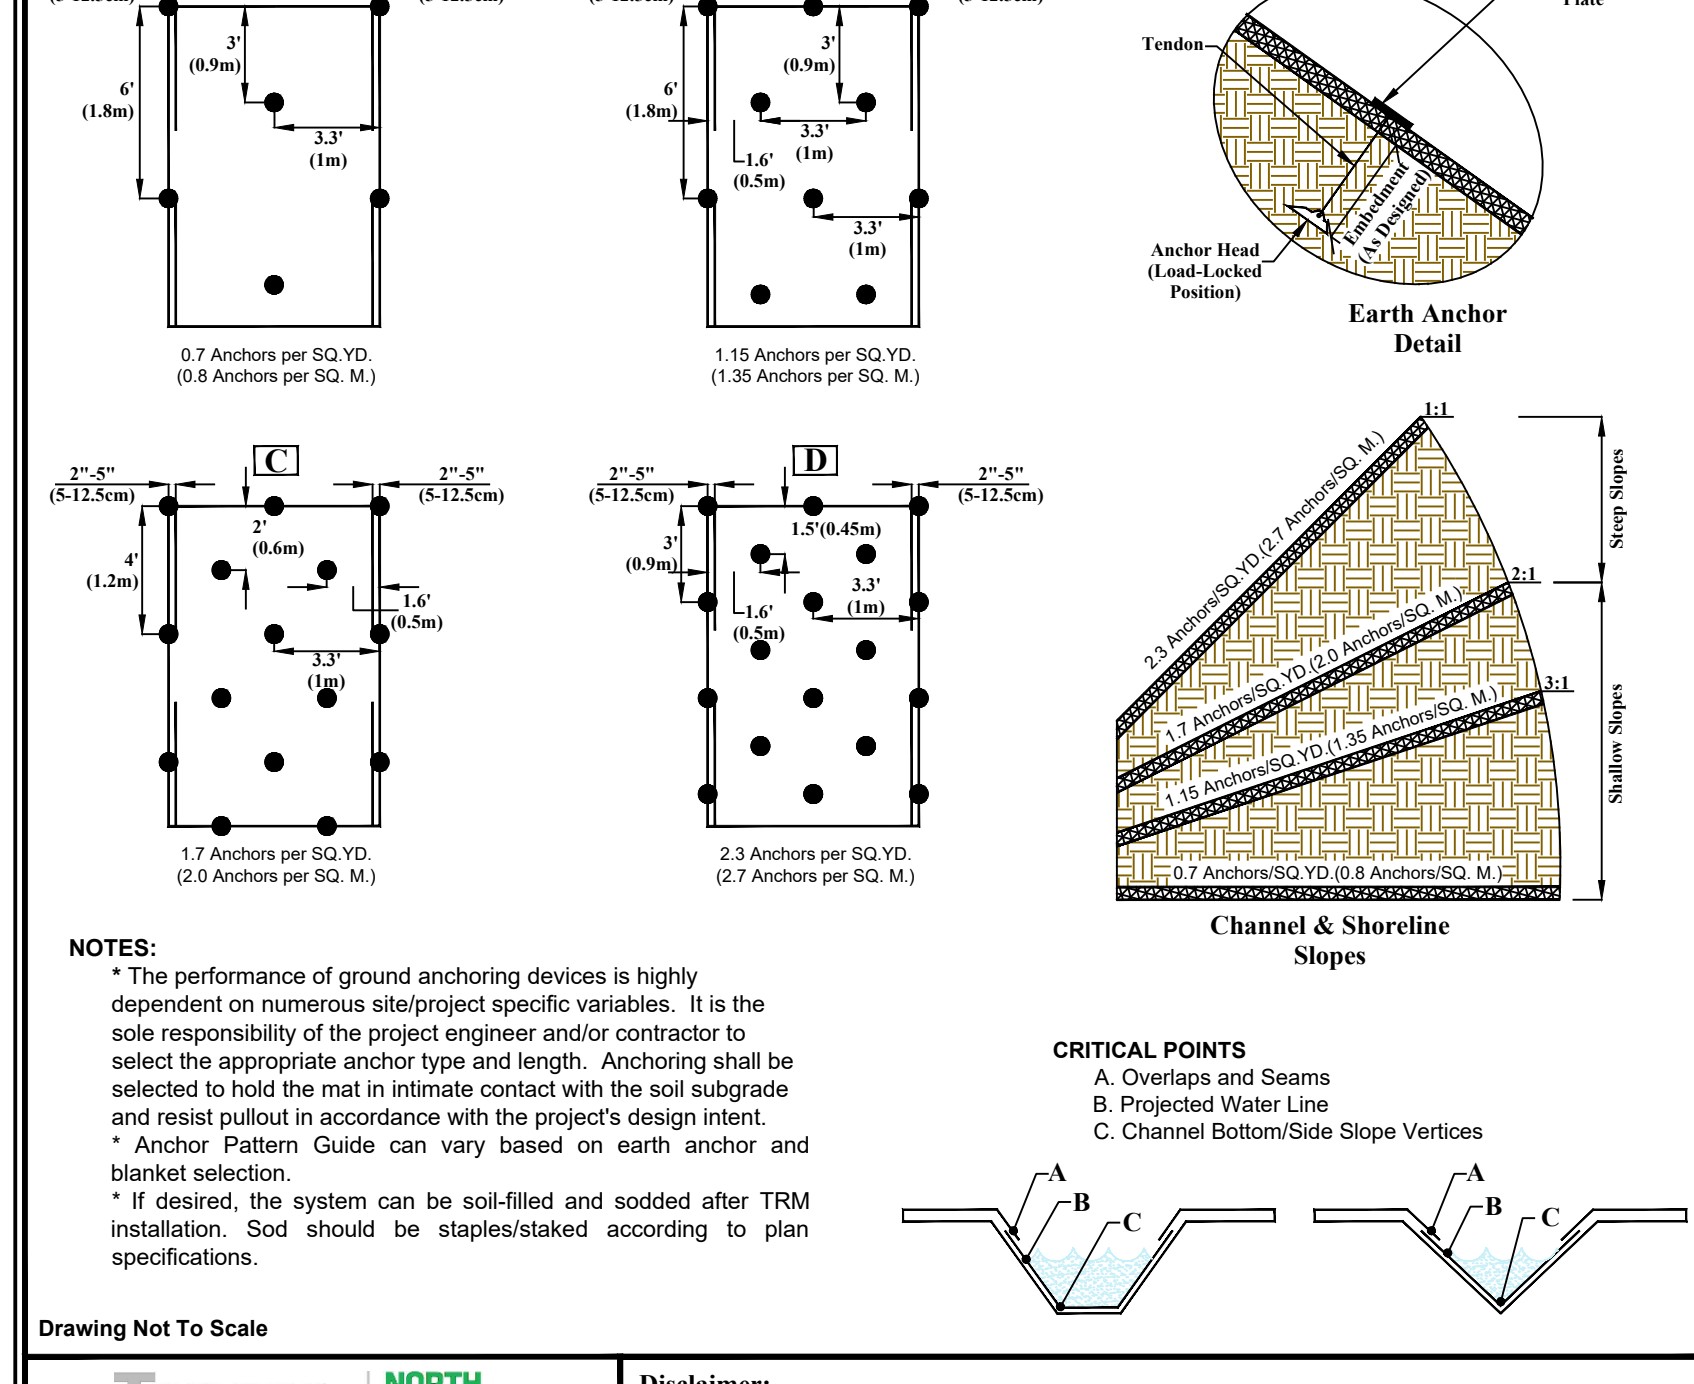 (5-12.5cm)
(5-12.5cm)
(5-12.5cm)
(5-12.5cm)
3'
(0.9m)
6'
(1.8m)
3.3'
(1m)
0.7 Anchors per SQ.YD.
(0.8 Anchors per SQ. M.)
3'
(0.9m)
6'
(1.8m)
3.3'
(1m)
1.6'
(0.5m)
3.3'
(1m)
1.15 Anchors per SQ.YD.
(1.35 Anchors per SQ. M.)
Plate
Tendon
Embedment
(As Designed)
Anchor Head
(Load-Locked
Position)
Earth Anchor
Detail
C
2"-5"
(5-12.5cm)
2"-5"
(5-12.5cm)
2'
(0.6m)
4'
(1.2m)
1.6'
(0.5m)
3.3'
(1m)
1.7 Anchors per SQ.YD.
(2.0 Anchors per SQ. M.)
D
2"-5"
(5-12.5cm)
2"-5"
(5-12.5cm)
1.5'(0.45m)
3'
(0.9m)
3.3'
(1m)
1.6'
(0.5m)
2.3 Anchors per SQ.YD.
(2.7 Anchors per SQ. M.)
1:1
2.3 Anchors/SQ.YD.(2.7 Anchors/SQ. M.)
Steep Slopes
2:1
1.7 Anchors/SQ.YD.(2.0 Anchors/SQ. M.)
3:1
1.15 Anchors/SQ.YD.(1.35 Anchors/SQ. M.)
Shallow Slopes
0.7 Anchors/SQ.YD.(0.8 Anchors/SQ. M.)
Channel & Shoreline
Slopes
NOTES:
* The performance of ground anchoring devices is highly
dependent on numerous site/project specific variables. It is the
sole responsibility of the project engineer and/or contractor to
select the appropriate anchor type and length. Anchoring shall be
selected to hold the mat in intimate contact with the soil subgrade
and resist pullout in accordance with the project's design intent.
* Anchor Pattern Guide can vary based on earth anchor and
blanket selection.
* If desired, the system can be soil-filled and sodded after TRM
installation. Sod should be staples/staked according to plan
specifications.
CRITICAL POINTS
A. Overlaps and Seams
B. Projected Water Line
C. Channel Bottom/Side Slope Vertices
A
B
C
A
B
C
Drawing Not To Scale
NORTH
Disclaimer: